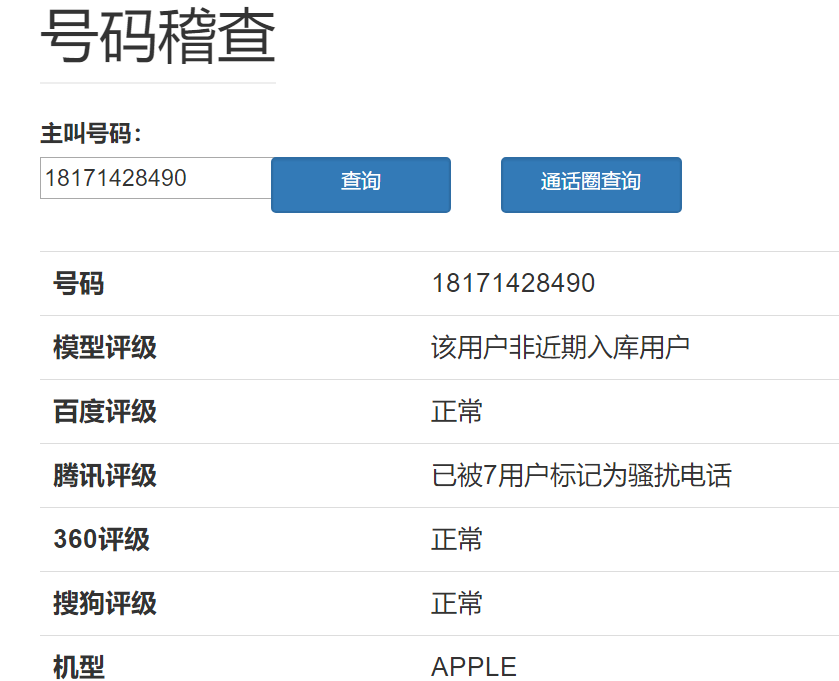 号码稽查
主叫号码：
18171428490 查询 通话圈查询
号码 18171428490
模型评级 该用户非近期入库用户
百度评级 正常
腾讯评级 已被7用户标记为骚扰电话
360评级 正常
搜狗评级 正常
机型 APPLE